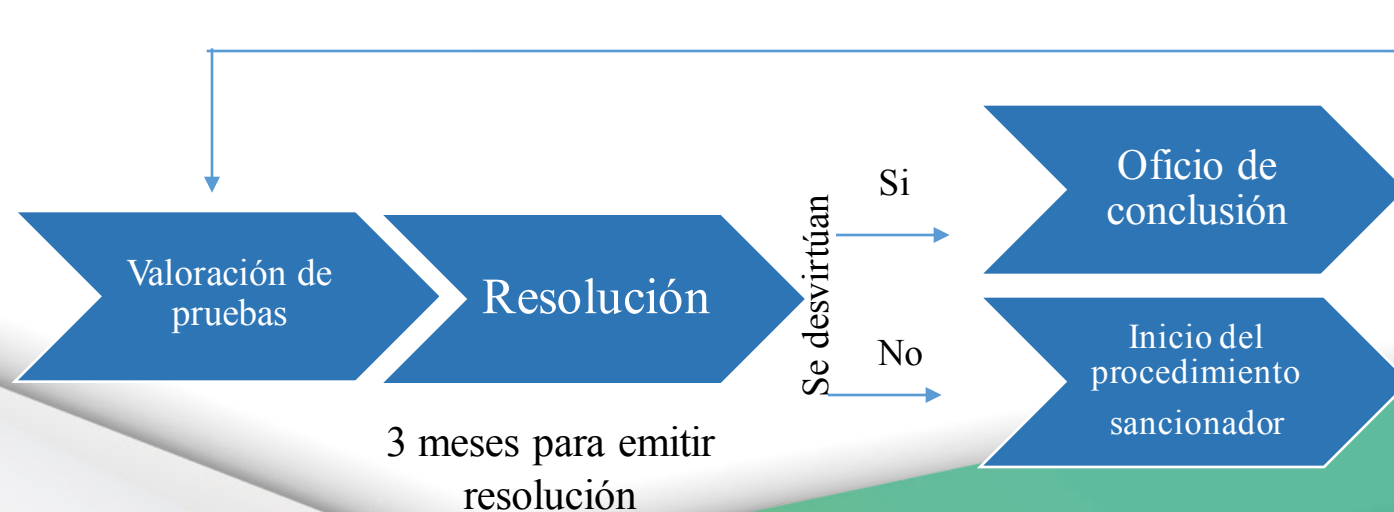 Valoración de
pruebas
Resolución
3 meses para emitir
resolución
Se desvirtúan
Si
Oficio de
conclusión
No
Inicio del
procedimiento
sancionador